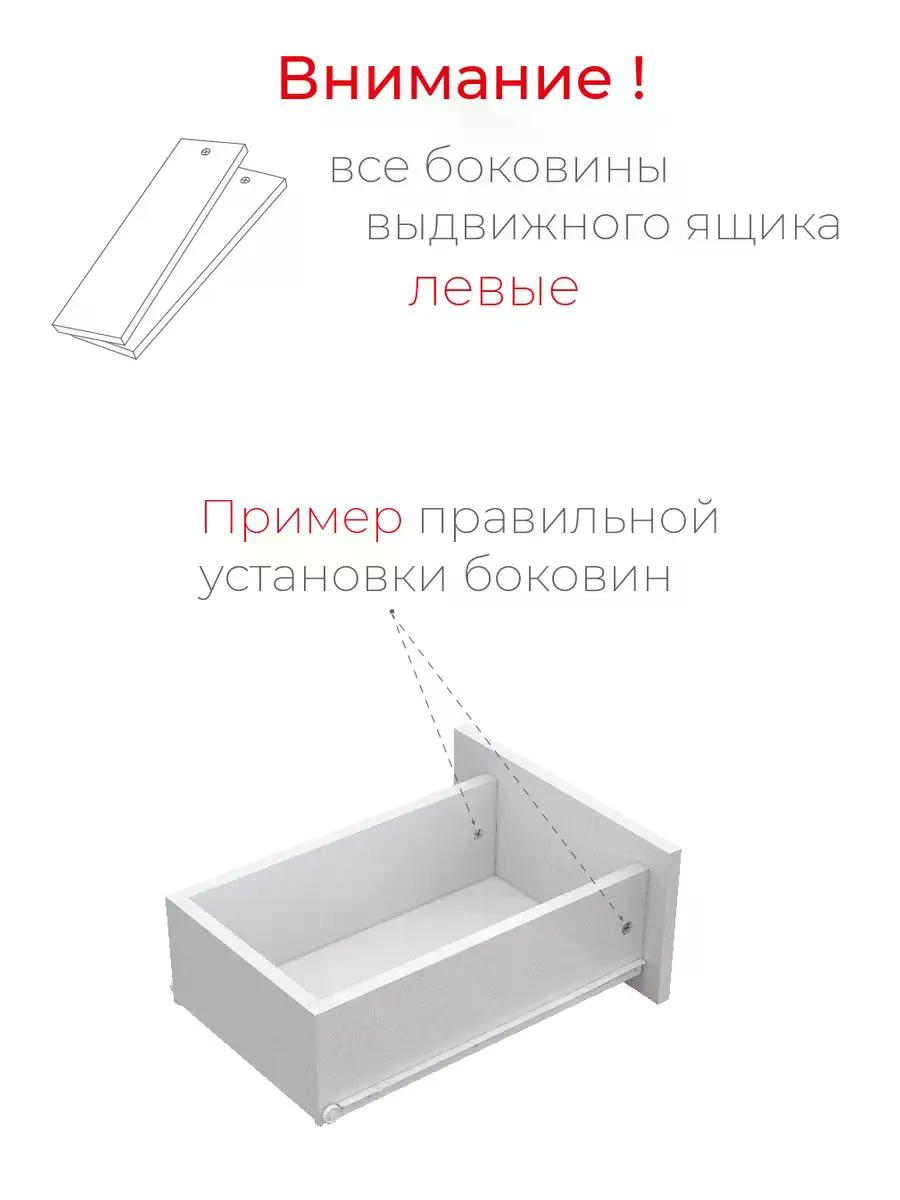 Внимание !
все боковины
выдвижного ящика
левые
Пример правильной
установки боковин